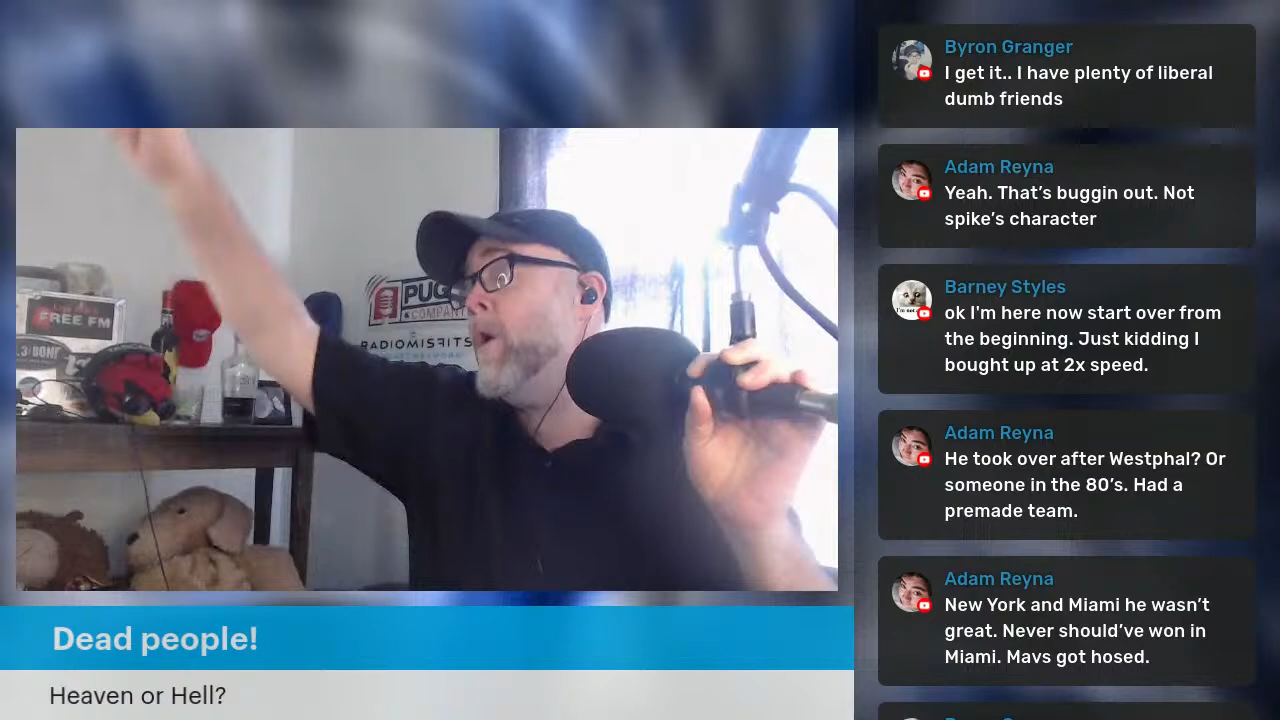 Byron Granger
I get it.. I have plenty of liberal
dumb friends
Adam Reyna
Yeah. That’s buggin out. Not
spike’s character
Barney Styles
ok I'm here now start over from
the beginning. Just kidding I
bought up at 2x speed.
Adam Reyna
He took over after Westphal? Or
someone in the 80’s. Had a
premade team.
Adam Reyna
New York and Miami he wasn’t
great. Never should’ve won in
Miami. Mavs got hosed.
FREE FM
PUG
& COMPANY
RADIOMISFITS
Dead people!
Heaven or Hell?